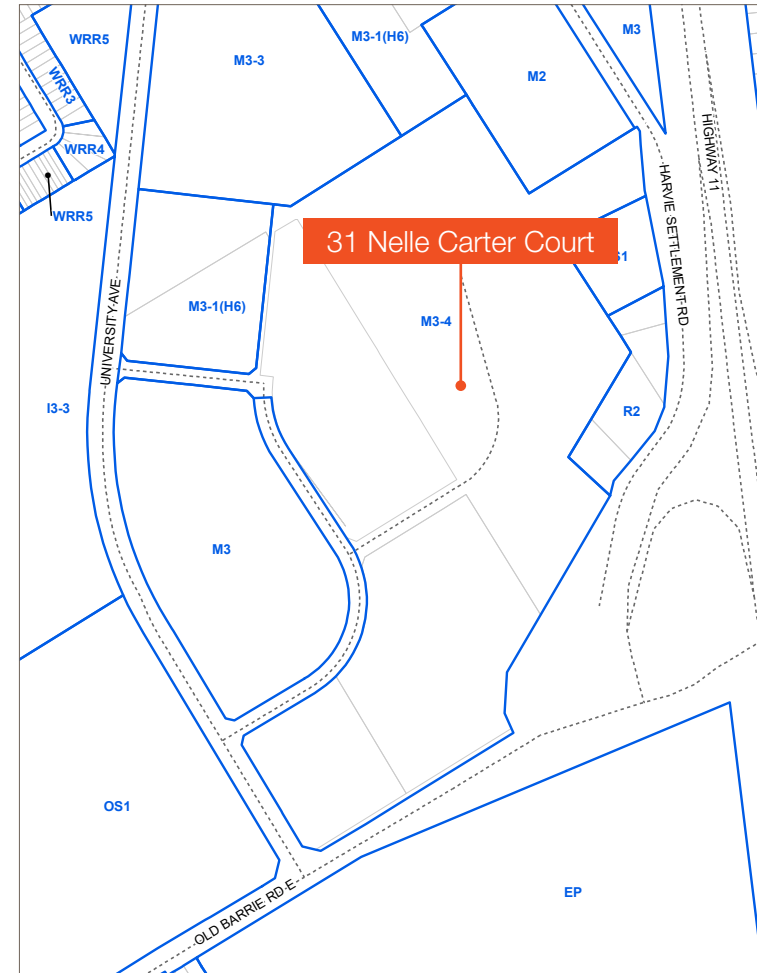 WRR5
M3-3
M3-1(H6)
M3
M2
WRR3
HIGHWAY 11
WRR4
HARVIE SETTLEMENT RD
WRR5
31 Nelle Carter Court
UNIVERSITY AVE
M3-1(H6)
M3-4
I3-3
R2
M3
OS1
EP
OLD BARRIE RD E